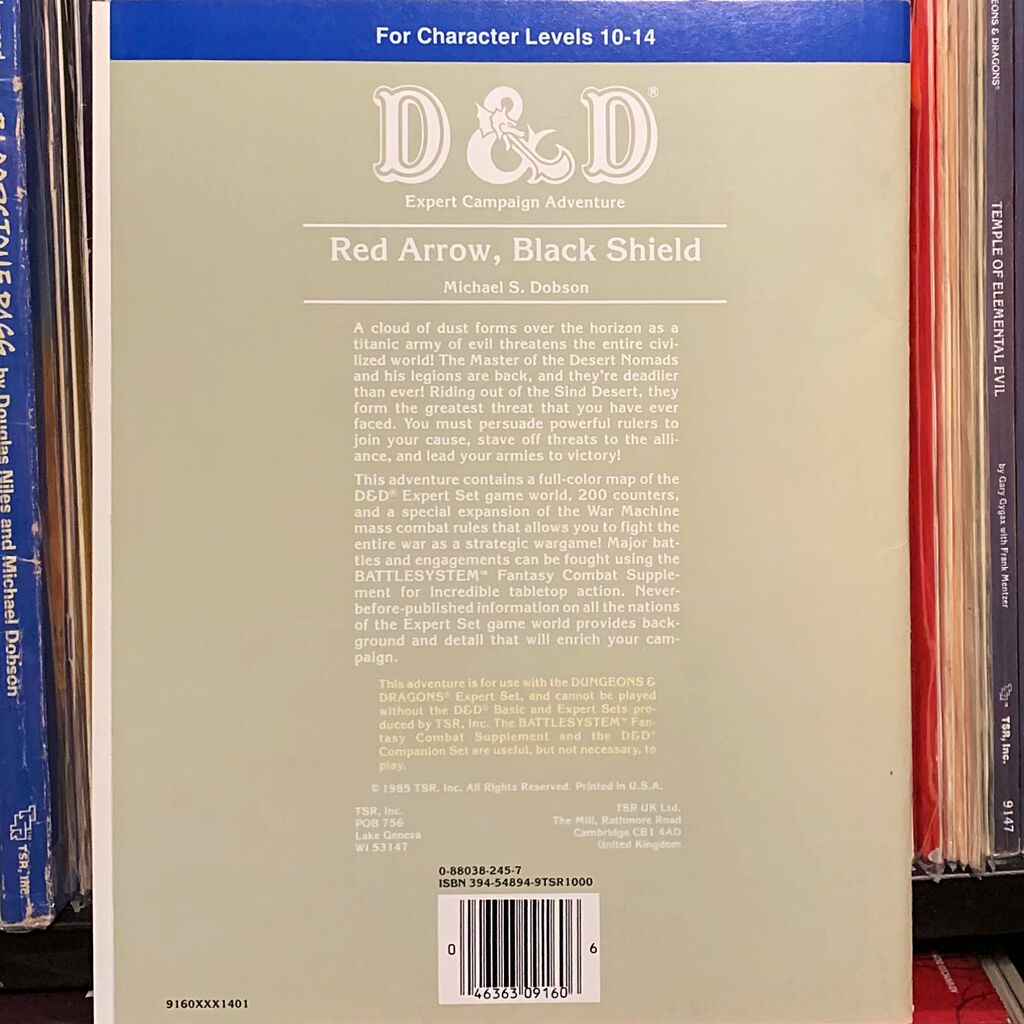 For Character Levels 10-14
D&D®
Expert Campaign Adventure
Red Arrow, Black Shield
Michael S. Dobson
A cloud of dust forms over the horizon as a
titanic army of evil threatens the entire civi-
lized world! The Master of the Desert Nomads
and his legions are back, and they're deadlier
than ever! Riding out of the Sind Desert, they
form the greatest threat that you have ever
faced. You must persuade powerful rulers to
join your cause, stave off threats to the alli-
ance, and lead your armies to victory!
This adventure contains a full-color map of the
D&D® Expert Set game world, 200 counters,
and a special expansion of the War Machine
mass combat rules that allows you to fight the
entire war as a strategic wargame! Major bat-
tles and engagements can be fought using the
BATTLESYSTEM™ Fantasy Combat Supple-
ment for incredible tabletop action. Never-
before-published information on all the nations
of the Expert Set game world provides back-
ground and detail that will enrich your cam-
paign.
This adventure is for use with the DUNGEONS &
DRAGONS® Expert Set, and cannot be played
without the D&D® Basic and Expert Sets pro-
duced by TSR, Inc. The BATTLESYSTEM™ Fan-
tasy Combat Supplement and the D&D®
Companion Set are useful, but not necessary, to
play.
© 1985 TSR, Inc. All Rights Reserved. Printed in U.S.A.
TSR, Inc.
POB 756
Lake Geneva
WI 53147
TSR UK Ltd.
The Mill, Rathmore Road
Cambridge CB1 4AD
United Kingdom
0-88038-245-7
ISBN 394-54894-9TSR1000
0 46363 09160 6
9160XXX1401
by Douglas Niles and Michael Dobson
TSR, Inc.
ONS & DRAGONS®
TEMPLE OF ELEMENTAL EVIL
by Gary Gygax with Frank Mentzer
TSR, Inc.
9147